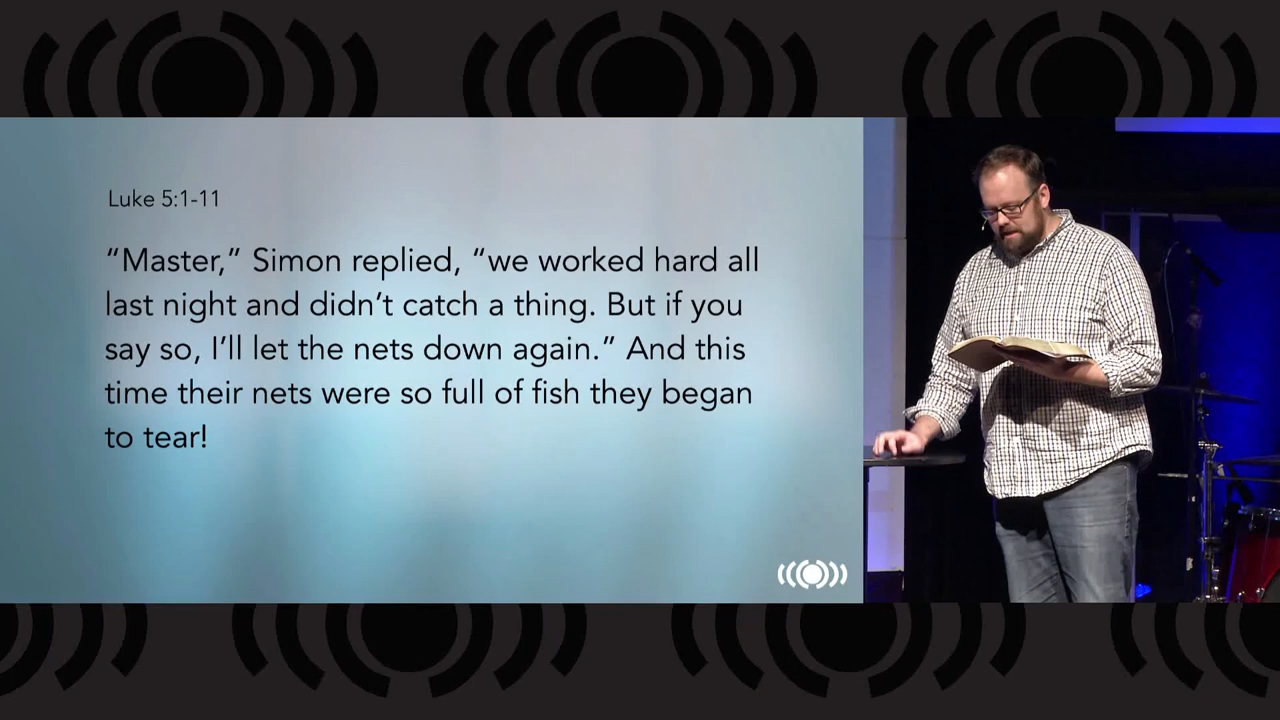 Luke 5:1-11
“Master,” Simon replied, “we worked hard all
last night and didn’t catch a thing. But if you
say so, I’ll let the nets down again.” And this
time their nets were so full of fish they began
to tear!